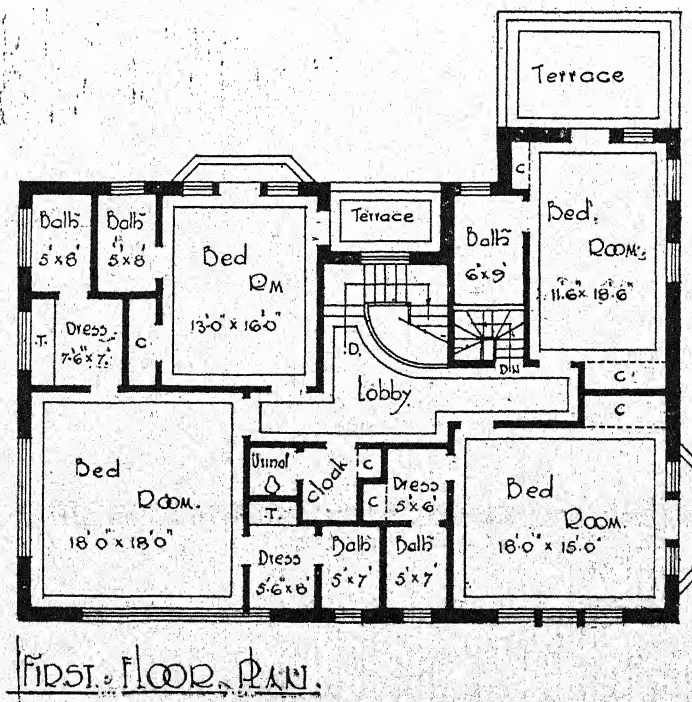 Terrace
C
Bath
5'x8'
Bath
5'x8'
Bed
RM
13'-0" x 16'-0"
Terrace
Bath
6'x9'
Bed.
ROOM.
11'.6" x 18'.6"
.T.
Dress.
7'-6" x 7'
C
.D.
Lobby
D N
C
C
Bed
ROOM.
18'0" x 18'0"
Urinal
Cloak
C
.T.
C
Dress
5'x6'
Bed
ROOM.
18'.0" x 15'.0"
Dress
5'.6" x 8'
Bath
5'x7'
Bath
5'x7'
FIRST. FLOOR. PLAN.